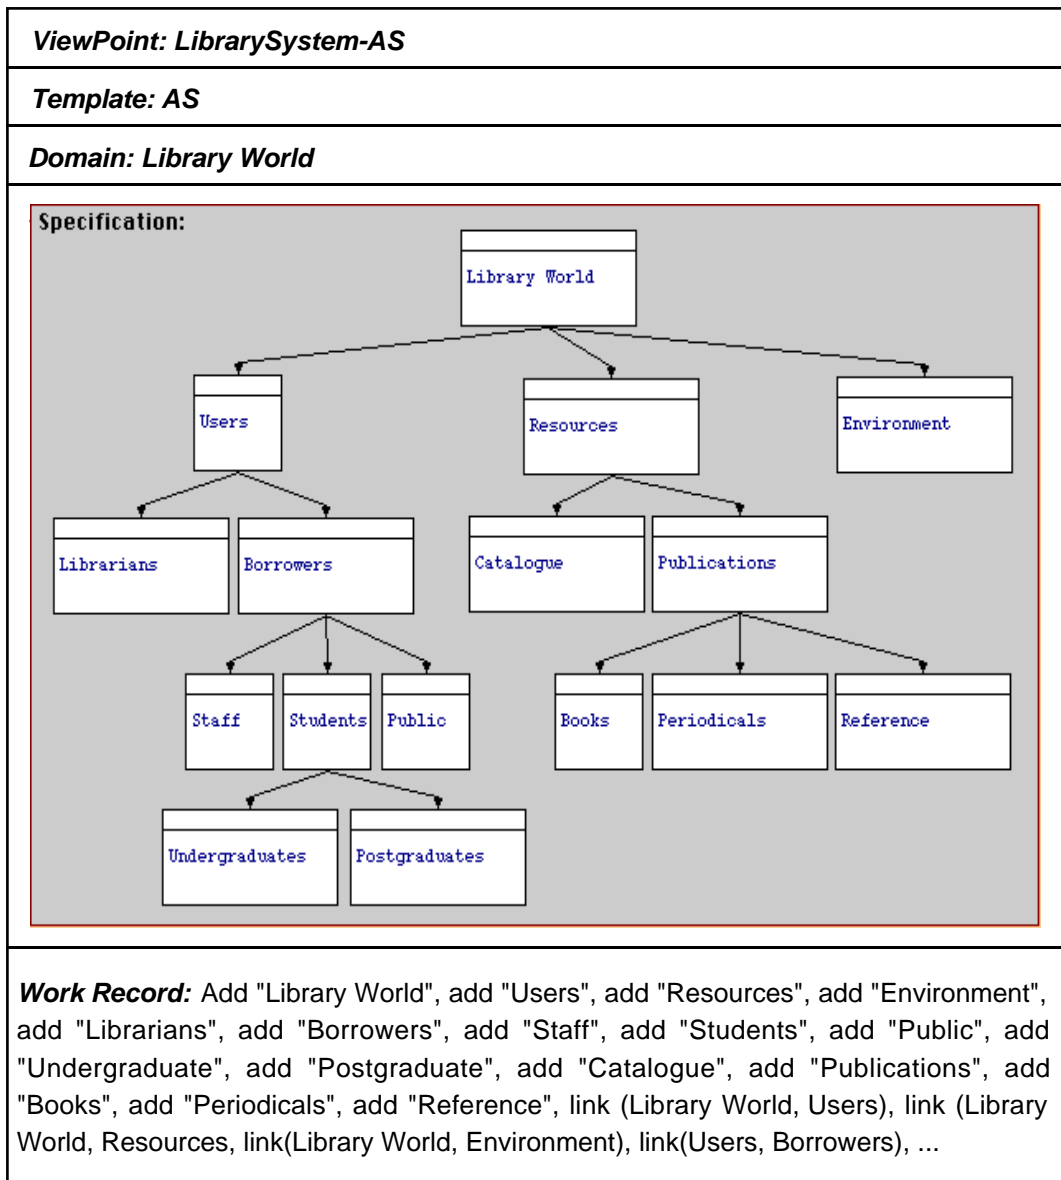 ViewPoint: LibrarySystem-AS
Template: AS
Domain: Library World
Specification:
Library World
Users
Resources
Environment
Librarians
Borrowers
Catalogue
Publications
Staff
Students
Public
Books
Periodicals
Reference
Undergraduates
Postgraduates
Work Record: Add "Library World", add "Users", add "Resources", add "Environment",
add "Librarians", add "Borrowers", add "Staff", add "Students", add "Public", add
"Undergraduate", add "Postgraduate", add "Catalogue", add "Publications", add
"Books", add "Periodicals", add "Reference", link (Library World, Users), link (Library
World, Resources, link(Library World, Environment), link(Users, Borrowers), ...